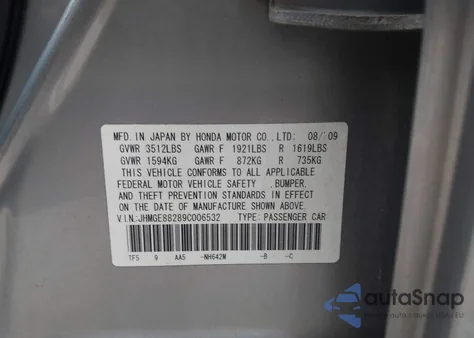 MFD. IN JAPAN BY HONDA MOTOR CO.,LTD: 08/'09
GVWR 3512LBS GAWR F 1921LBS R 1619LBS
GVWR 1594KG GAWR F 872KG R 735KG
THIS VEHICLE CONFORMS TO ALL APPLICABLE
FEDERAL MOTOR VEHICLE SAFETY ,BUMPER,
AND THEFT PREVENTION STANDARDS IN EFFECT
ON THE DATE OF MANUFACTURE SHOWN ABOVE.
V.I.N.:JHMGE88289C006532 TYPE: PASSENGER CAR
TF5 9 AA5 -NH642M -B -C
autoSnap